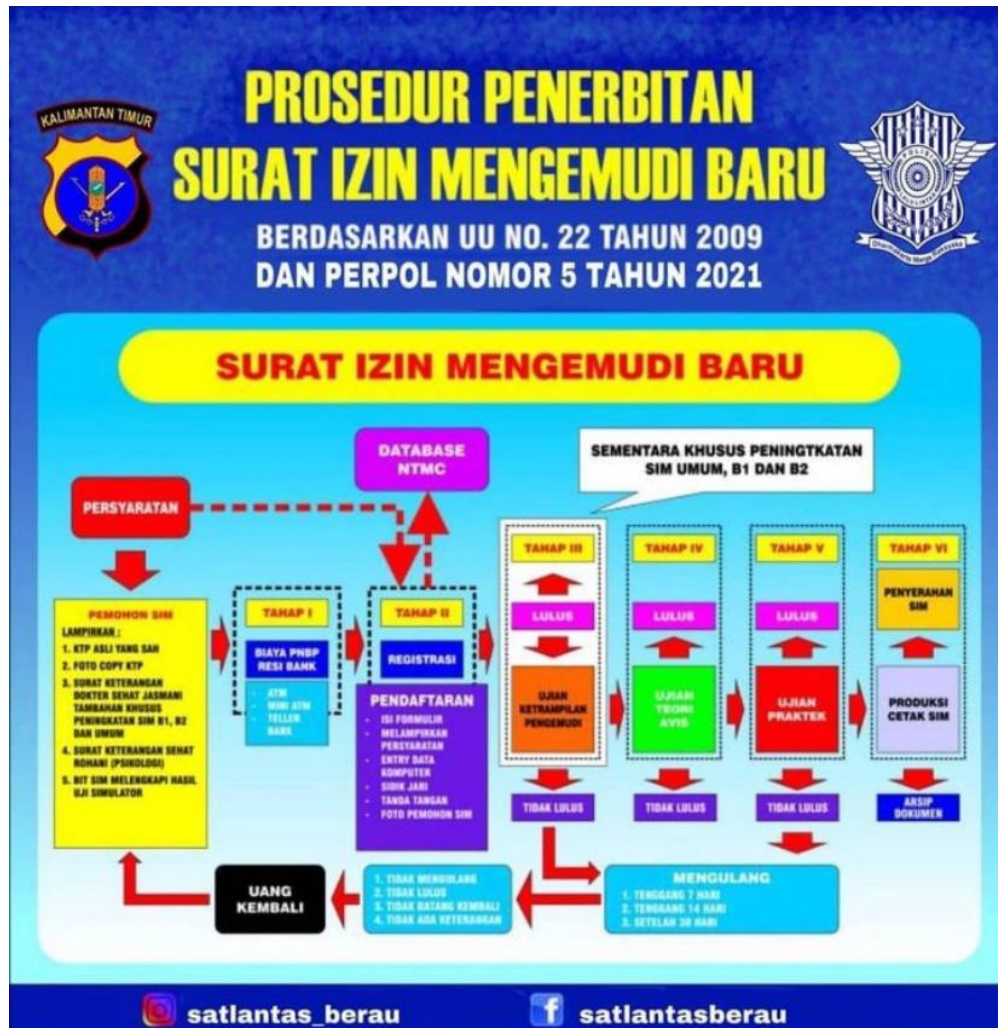 KALIMANTAN TIMUR
PROSEDUR PENERBITAN
SURAT IZIN MENGEMUDI BARU
BERDASARKAN UU NO. 22 TAHUN 2009
DAN PERPOL NOMOR 5 TAHUN 2021
POLISI
LALU LINTAS
SURAT IZIN MENGEMUDI BARU
DATABASE
NTMC
SEMENTARA KHUSUS PENINGTKATAN
SIM UMUM, B1 DAN B2
PERSYARATAN
PEMOHON SIM
LAMPIRKAN :
1. KTP ASLI YANG SAH
2. FOTO COPY KTP
3. SURAT KETERANGAN
DOKTER SEHAT JASMANI
TAMBAHAN KHUSUS
PENINGKATAN SIM B1, B2
DAN UMUM
4. SURAT KETERANGAN SEHAT
ROHANI (PSIKOLOGI)
5. BIT SIM MELENGKAPI HASIL
UJI SIMULATOR
TAHAP I
BIAYA PNBP
RESI BANK
- ATM
- MINI ATM
- TELLER
BANK
TAHAP II
REGISTRASI
PENDAFTARAN
- ISI FORMULIR
- MELAMPIRKAN
PERSYARATAN
- ENTRY DATA
KOMPUTER
- SIDIK JARI
- TANDA TANGAN
- FOTO PEMOHON SIM
TAHAP III
LULUS
UJIAN
KETRAMPILAN
PENGEMUDI
TIDAK LULUS
TAHAP IV
LULUS
UJIAN
TEORI
AVIS
TIDAK LULUS
TAHAP V
LULUS
UJIAN
PRAKTEK
TIDAK LULUS
TAHAP VI
PENYERAHAN
SIM
PRODUKSI
CETAK SIM
ARSIP
DOKUMEN
UANG
KEMBALI
1. TIDAK MENGULANG
2. TIDAK LULUS
3. TIDAK DATANG KEMBALI
4. TIDAK ADA KETERANGAN
MENGULANG
1. TENGGANG 7 HARI
2. TENGGANG 14 HARI
3. SETELAH 30 HARI
satlantas_berau
satlantasberau